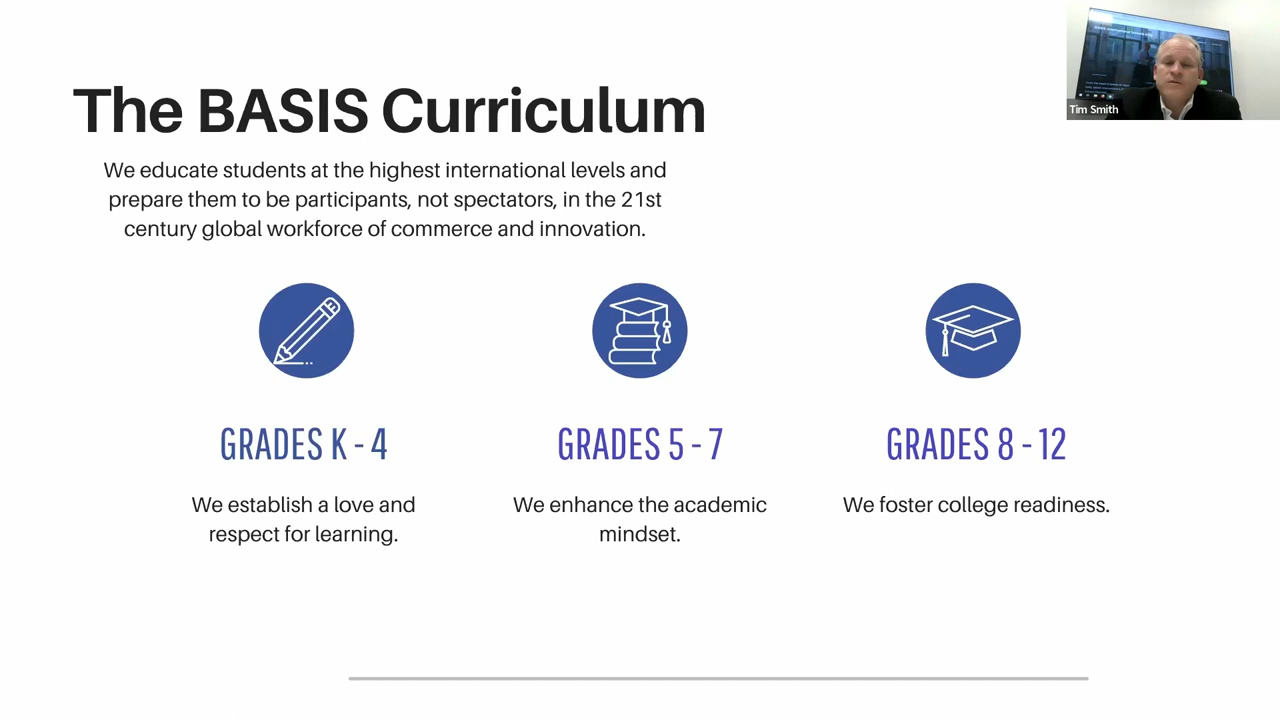 The BASIS Curriculum
We educate students at the highest international levels and
prepare them to be participants, not spectators, in the 21st
century global workforce of commerce and innovation.
GRADES K - 4
We establish a love and
respect for learning.
GRADES 5 - 7
We enhance the academic
mindset.
GRADES 8 - 12
We foster college readiness.
Tim Smith